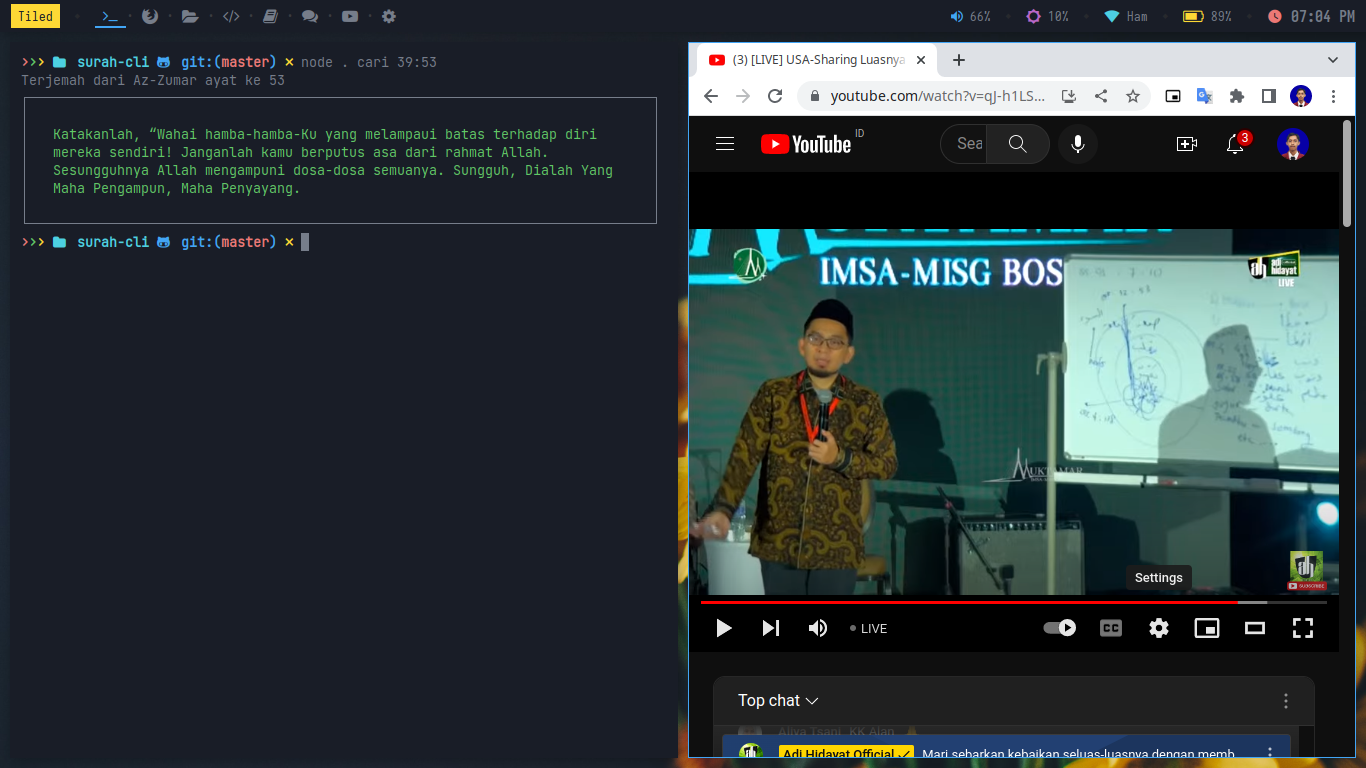 Tiled
66%
10%
Ham
89%
07:04 PM
>>> surah-cli git:(master) × node . cari 39:53
Terjemah dari Az-Zumar ayat ke 53
Katakanlah, “Wahai hamba-hamba-Ku yang melampaui batas terhadap diri
mereka sendiri! Janganlah kamu berputus asa dari rahmat Allah.
Sesungguhnya Allah mengampuni dosa-dosa semuanya. Sungguh, Dialah Yang
Maha Pengampun, Maha Penyayang.
>>> surah-cli git:(master) ×
(3) [LIVE] USA-Sharing Luasnya
youtube.com/watch?v=qJ-h1LS...
YouTube
ID
Sea
3
IMSA-MISG BOS
adi
hidayat
LIVE
MUKTAMAR
SUBSCRIBE
Settings
LIVE
CC
Top chat
Aliya Tsani, KK Alan
Adi Hidayat Official
Mari sebarkan kebaikan seluas-luasnya dengan memb